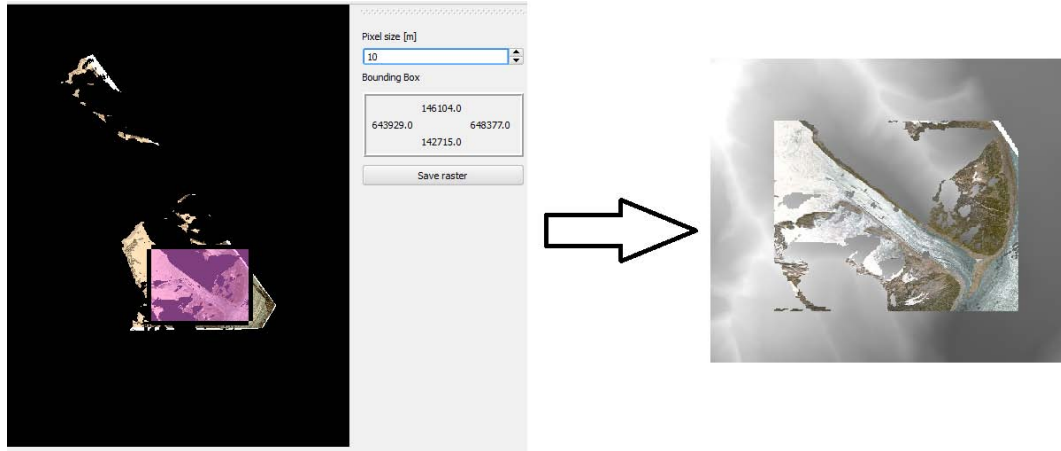 Pixel size [m]
10
Bounding Box
146104.0
643929.0 648377.0
142715.0
Save raster